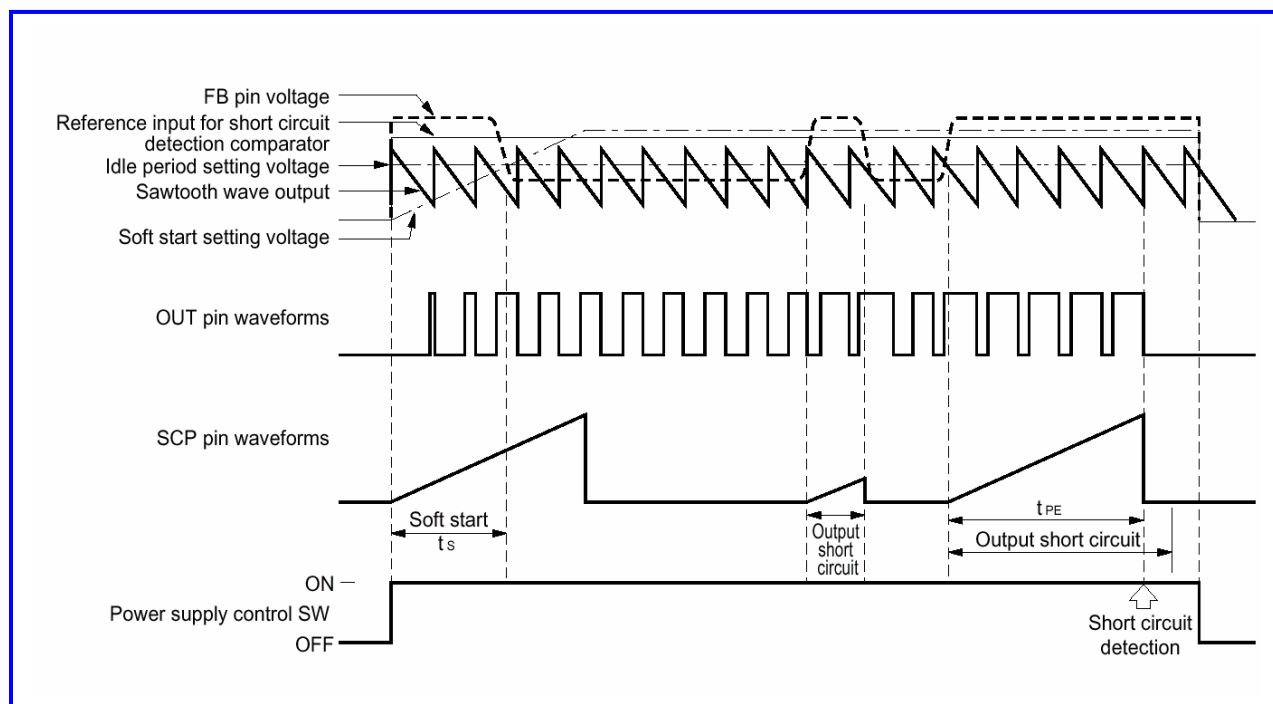 FB pin voltage
Reference input for short circuit
detection comparator
Idle period setting voltage
Sawtooth wave output
Soft start setting voltage
OUT pin waveforms
SCP pin waveforms
Soft start
tS
Output
short
circuit
tPE
Output short circuit
ON
Power supply control SW
OFF
Short circuit
detection